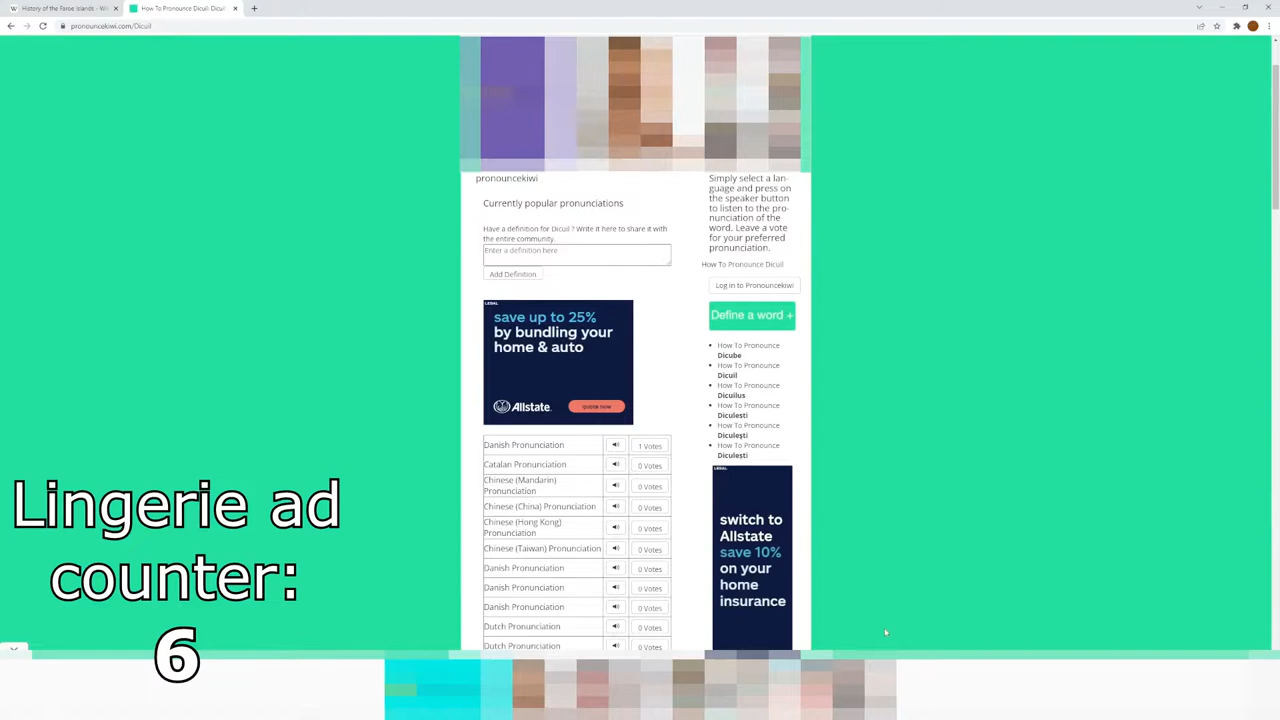 History of the Faroe Islands - Wi
How To Pronounce Dicuil: Dicuil
pronouncekiwi.com/Dicuil
pronouncekiwi
Currently popular pronunciations
Have a definition for Dicuil ? Write it here to share it with
the entire community.
Enter a definition here
Add Definition
LEGAL
save up to 25%
by bundling your
home & auto
Allstate.
QUOTE NOW
Danish Pronunciation 1 Votes
Catalan Pronunciation 0 Votes
Chinese (Mandarin)
Pronunciation 0 Votes
Chinese (China) Pronunciation 0 Votes
Chinese (Hong Kong)
Pronunciation 0 Votes
Chinese (Taiwan) Pronunciation 0 Votes
Danish Pronunciation 0 Votes
Danish Pronunciation 0 Votes
Danish Pronunciation 0 Votes
Dutch Pronunciation 0 Votes
Dutch Pronunciation 0 Votes
Simply select a lan-
guage and press on
the speaker button
to listen to the pro-
nunciation of the
word. Leave a vote
for your preferred
pronunciation.
How To Pronounce Dicuil
Log in to Pronouncekiwi
Define a word +
How To Pronounce
Dicube
How To Pronounce
Dicuil
How To Pronounce
Dicuilus
How To Pronounce
Diculesti
How To Pronounce
Diculeşti
How To Pronounce
Diculești
LEGAL
switch to
Allstate
save 10%
on your
home
insurance
Lingerie ad
counter:
6